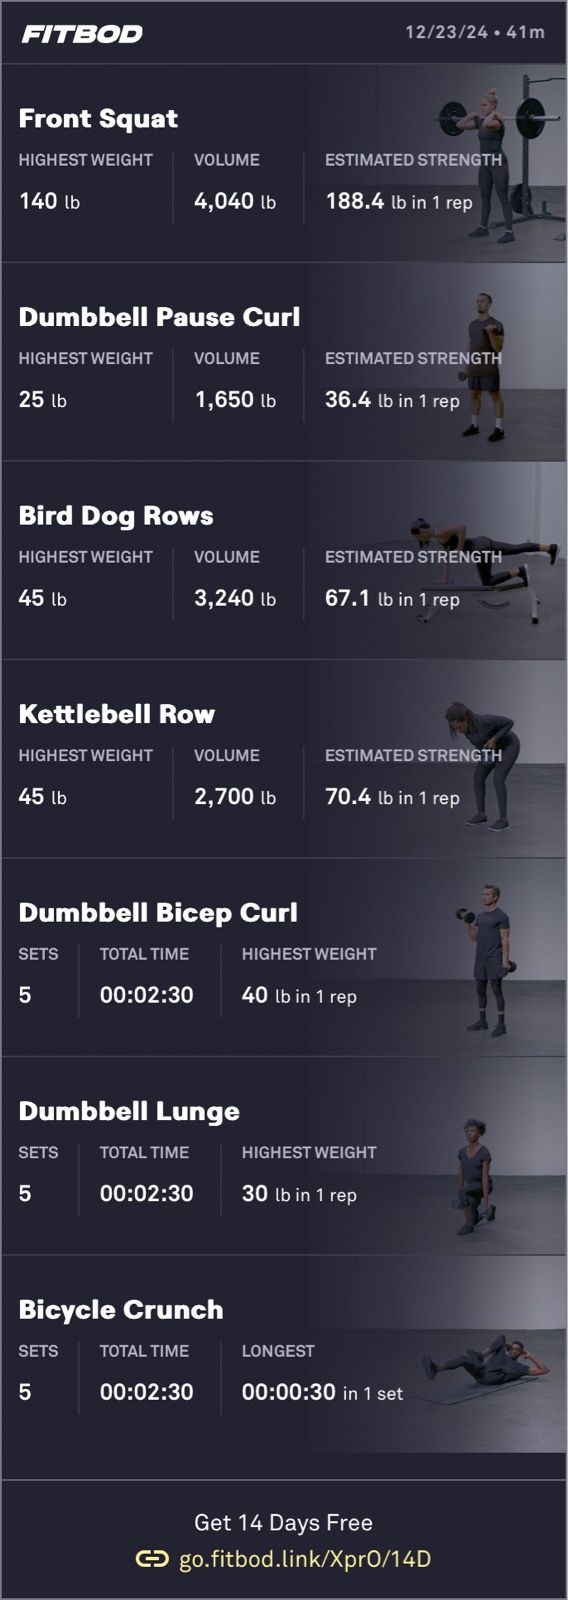 FITBOD
12/23/24 • 41m
Front Squat
HIGHEST WEIGHT VOLUME ESTIMATED STRENGTH
140 lb 4,040 lb 188.4 lb in 1 rep
Dumbbell Pause Curl
HIGHEST WEIGHT VOLUME ESTIMATED STRENGTH
25 lb 1,650 lb 36.4 lb in 1 rep
Bird Dog Rows
HIGHEST WEIGHT VOLUME ESTIMATED STRENGTH
45 lb 3,240 lb 67.1 lb in 1 rep
Kettlebell Row
HIGHEST WEIGHT VOLUME ESTIMATED STRENGTH
45 lb 2,700 lb 70.4 lb in 1 rep
Dumbbell Bicep Curl
SETS TOTAL TIME HIGHEST WEIGHT
5 00:02:30 40 lb in 1 rep
Dumbbell Lunge
SETS TOTAL TIME HIGHEST WEIGHT
5 00:02:30 30 lb in 1 rep
Bicycle Crunch
SETS TOTAL TIME LONGEST
5 00:02:30 00:00:30 in 1 set
Get 14 Days Free
go.fitbod.link/XprO/14D